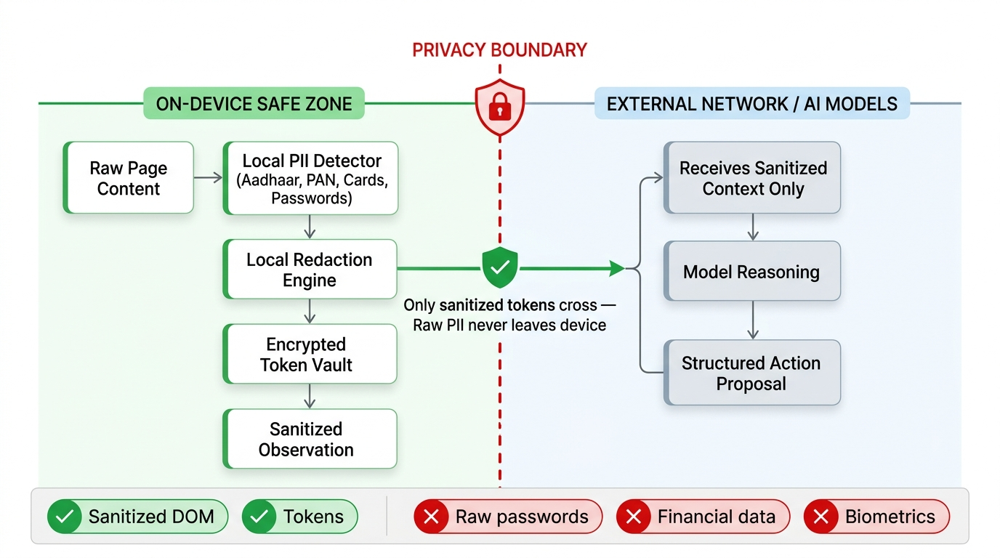 PRIVACY BOUNDARY
ON-DEVICE SAFE ZONE
EXTERNAL NETWORK / AI MODELS
Raw Page
Content
Local PII Detector
(Aadhaar, PAN, Cards,
Passwords)
Local Redaction
Engine
Encrypted
Token Vault
Sanitized
Observation
Only sanitized tokens cross —
Raw PII never leaves device
Receives Sanitized
Context Only
Model Reasoning
Structured Action
Proposal
Sanitized DOM
Tokens
Raw passwords
Financial data
Biometrics